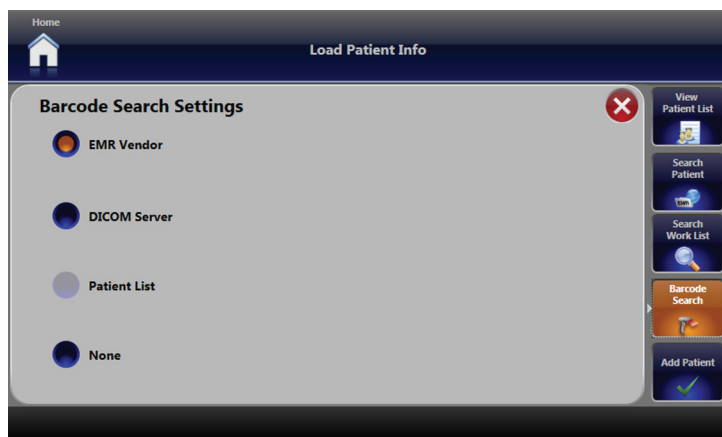 Home
Load Patient Info
Barcode Search Settings
EMR Vendor
DICOM Server
Patient List
None
View
Patient List
Search
Patient
EMR
Search
Work List
Barcode
Search
Add Patient